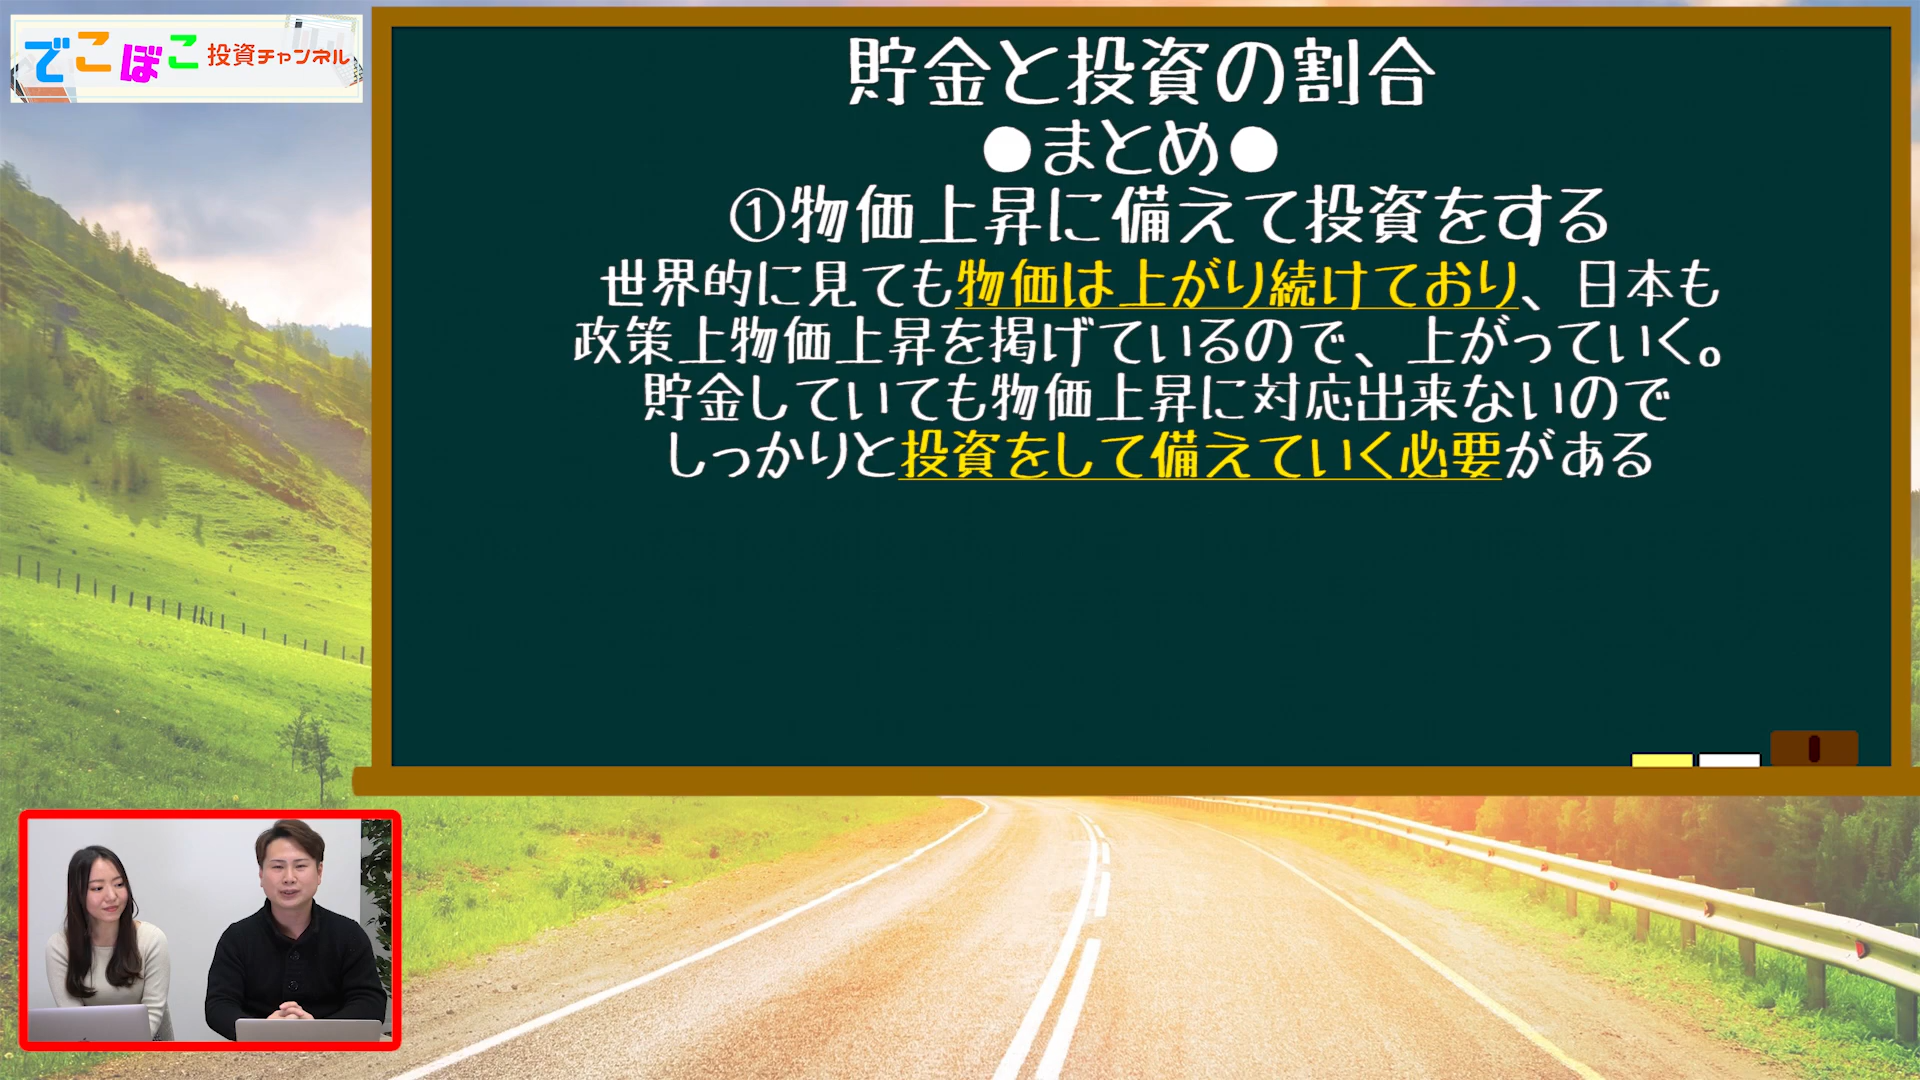 でこぼこ投資チャンネル
貯金と投資の割合
●まとめ●
①物価上昇に備えて投資をする
世界的に見ても物価は上がり続けており、日本も
政策上物価上昇を掲げているので、上がっていく。
貯金していても物価上昇に対応出来ないので
しっかりと投資をして備えていく必要がある